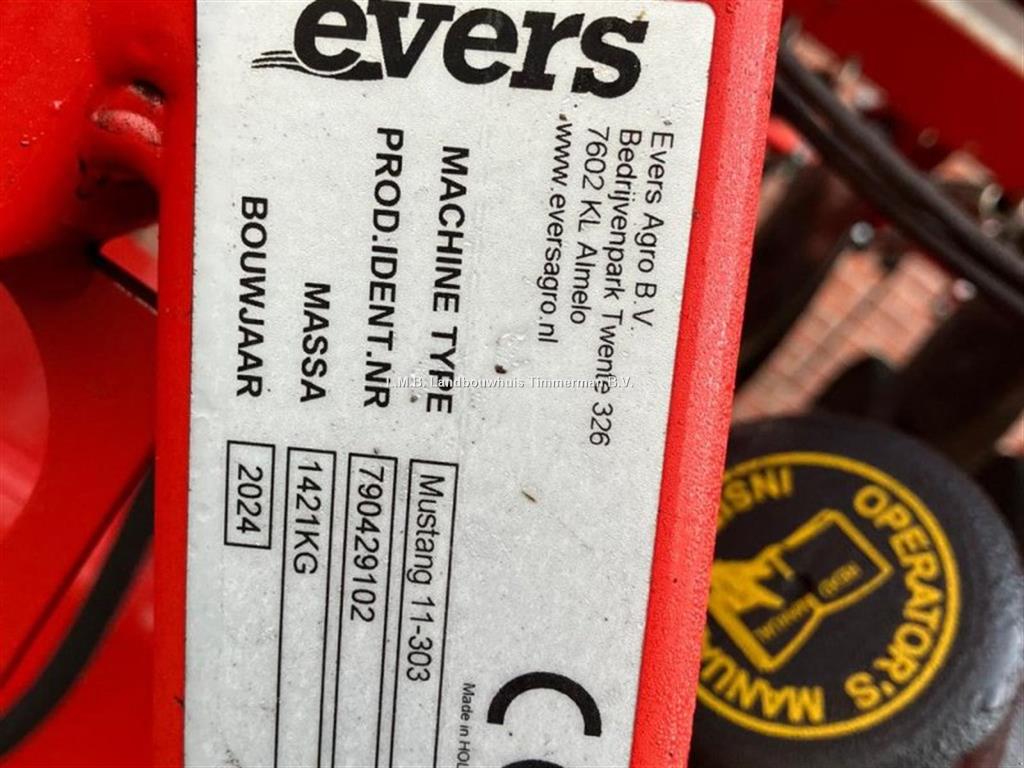 evers
Evers Agro B.V.
Bedrijvenpark Twente 326
7602 KL Almelo
www.eversagro.nl
MACHINE TYPE Mustang 11-303
PROD.IDENT.NR 790429102
MASSA 1421KG
BOUWJAAR 2024
Made in HOL
L.M.B. Landbouwhuis Timmerman B.V.
OPERATOR'S MANU
INSI